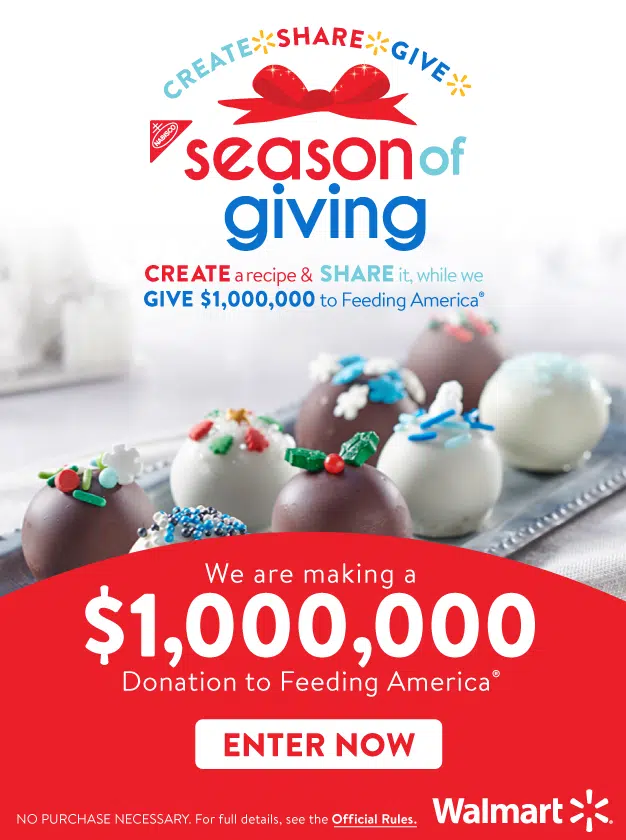 CREATE SHARE GIVE
NABISCO
season of
giving
CREATE a recipe & SHARE it, while we
GIVE $1,000,000 to Feeding America®
We are making a
$1,000,000
Donation to Feeding America®
ENTER NOW
NO PURCHASE NECESSARY. For full details, see the Official Rules.
Walmart